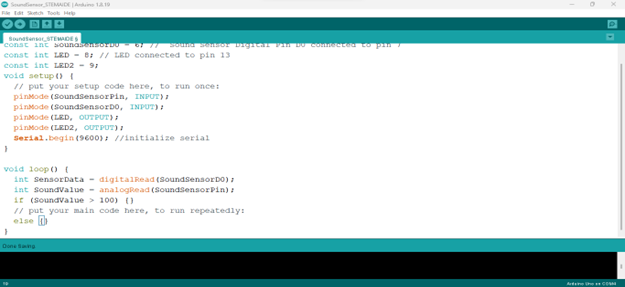 SoundSensor_STEMAIDE | Arduino 1.8.19
File Edit Sketch Tools Help
SoundSensor_STEMAIDE §
const int SoundSensorD0 = 6; // Sound Sensor Digital Pin D0 connected to pin 7
const int LED = 8; // LED connected to pin 13
const int LED2 = 9;
void setup() {
// put your setup code here, to run once:
pinMode(SoundSensorPin, INPUT);
pinMode(SoundSensorD0, INPUT);
pinMode(LED, OUTPUT);
pinMode(LED2, OUTPUT);
Serial.begin(9600); //initialize serial
}
void loop() {
int SensorData = digitalRead(SoundSensorD0);
int SoundValue = analogRead(SoundSensorPin);
if (SoundValue > 100) {}
// put your main code here, to run repeatedly:
else {}
}
Done Saving.
Arduino Uno on COM4